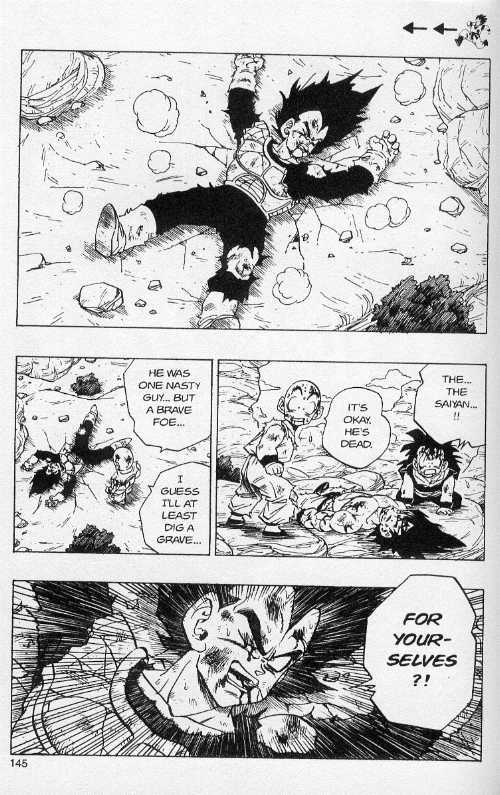 THE...
THE
SAIYAN...
!!
IT'S
OKAY.
HE'S
DEAD.
HE WAS
ONE NASTY
GUY... BUT
A BRAVE
FOE...
I
GUESS
I'LL AT
LEAST DIG
A
GRAVE...
FOR
YOUR-
SELVES
?!
145